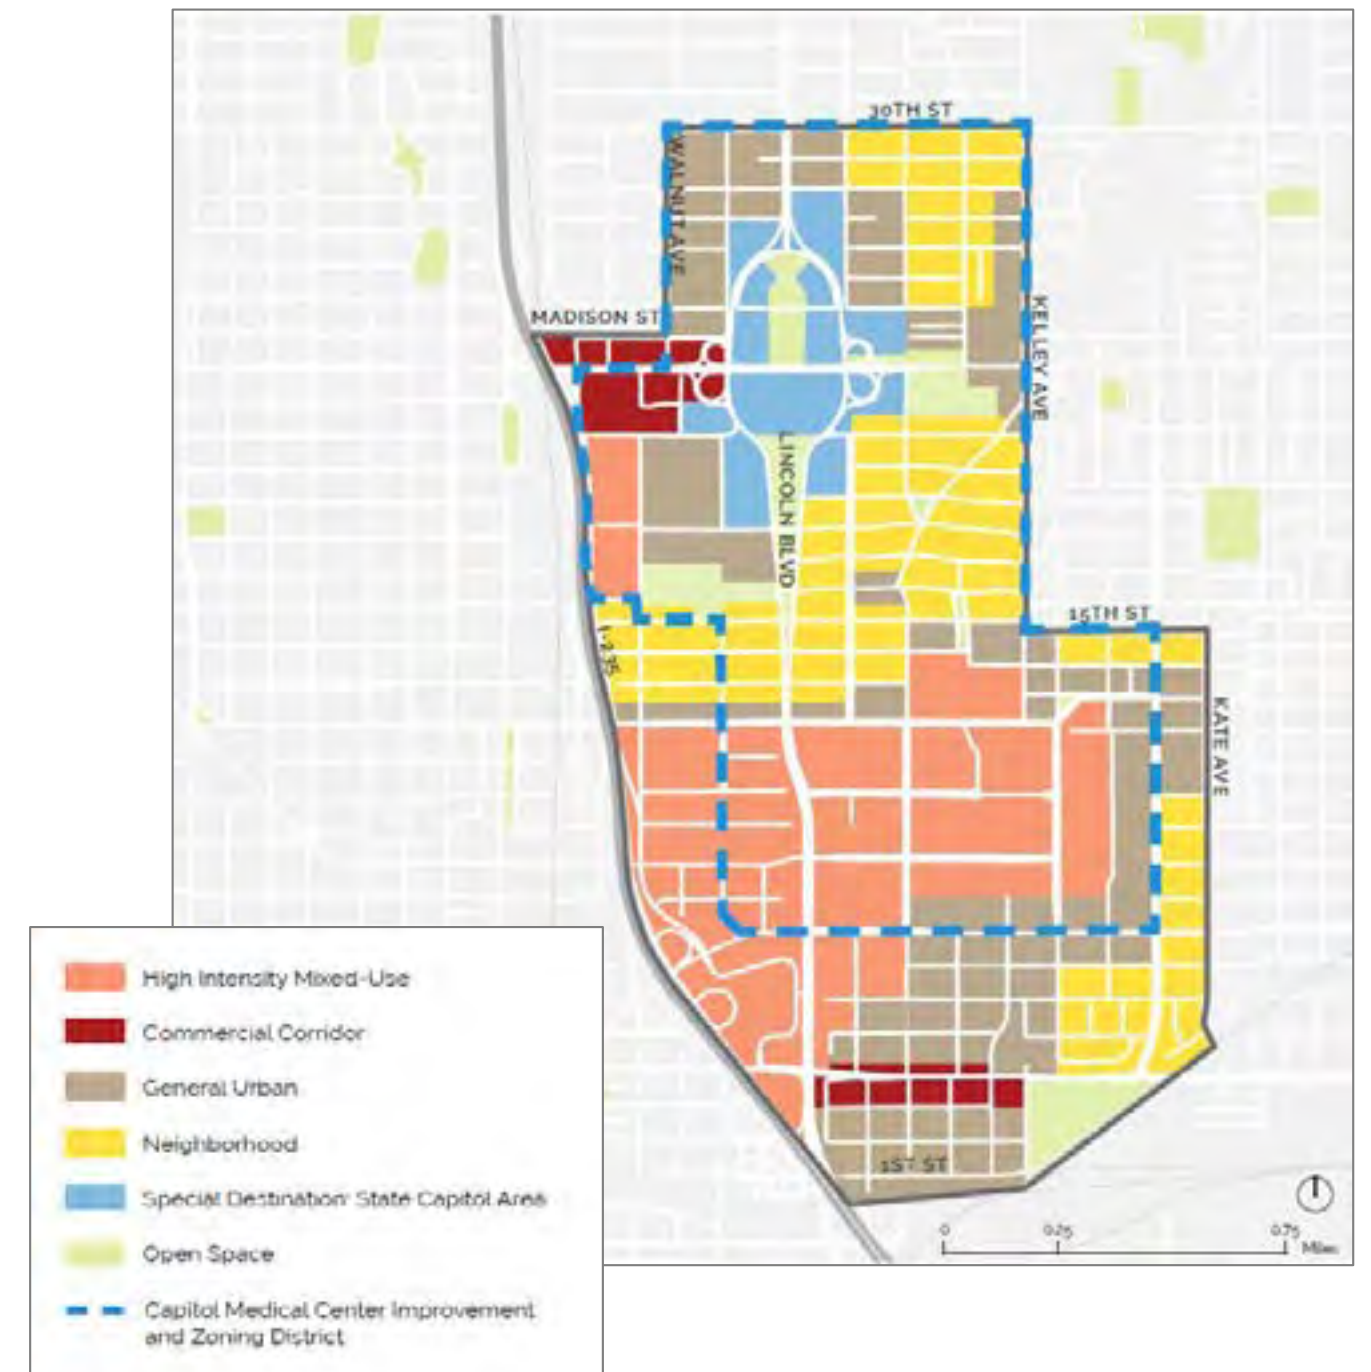 30TH ST
WALNUT AVE
MADISON ST
KELLEY AVE
LINCOLN BLVD
15TH ST
I-235
KATE AVE
1ST ST
0 0.25 0.75
Miles
High Intensity Mixed-Use
Commercial Corridor
General Urban
Neighborhood
Special Destination: State Capitol Area
Open Space
Capitol Medical Center Improvement
and Zoning District